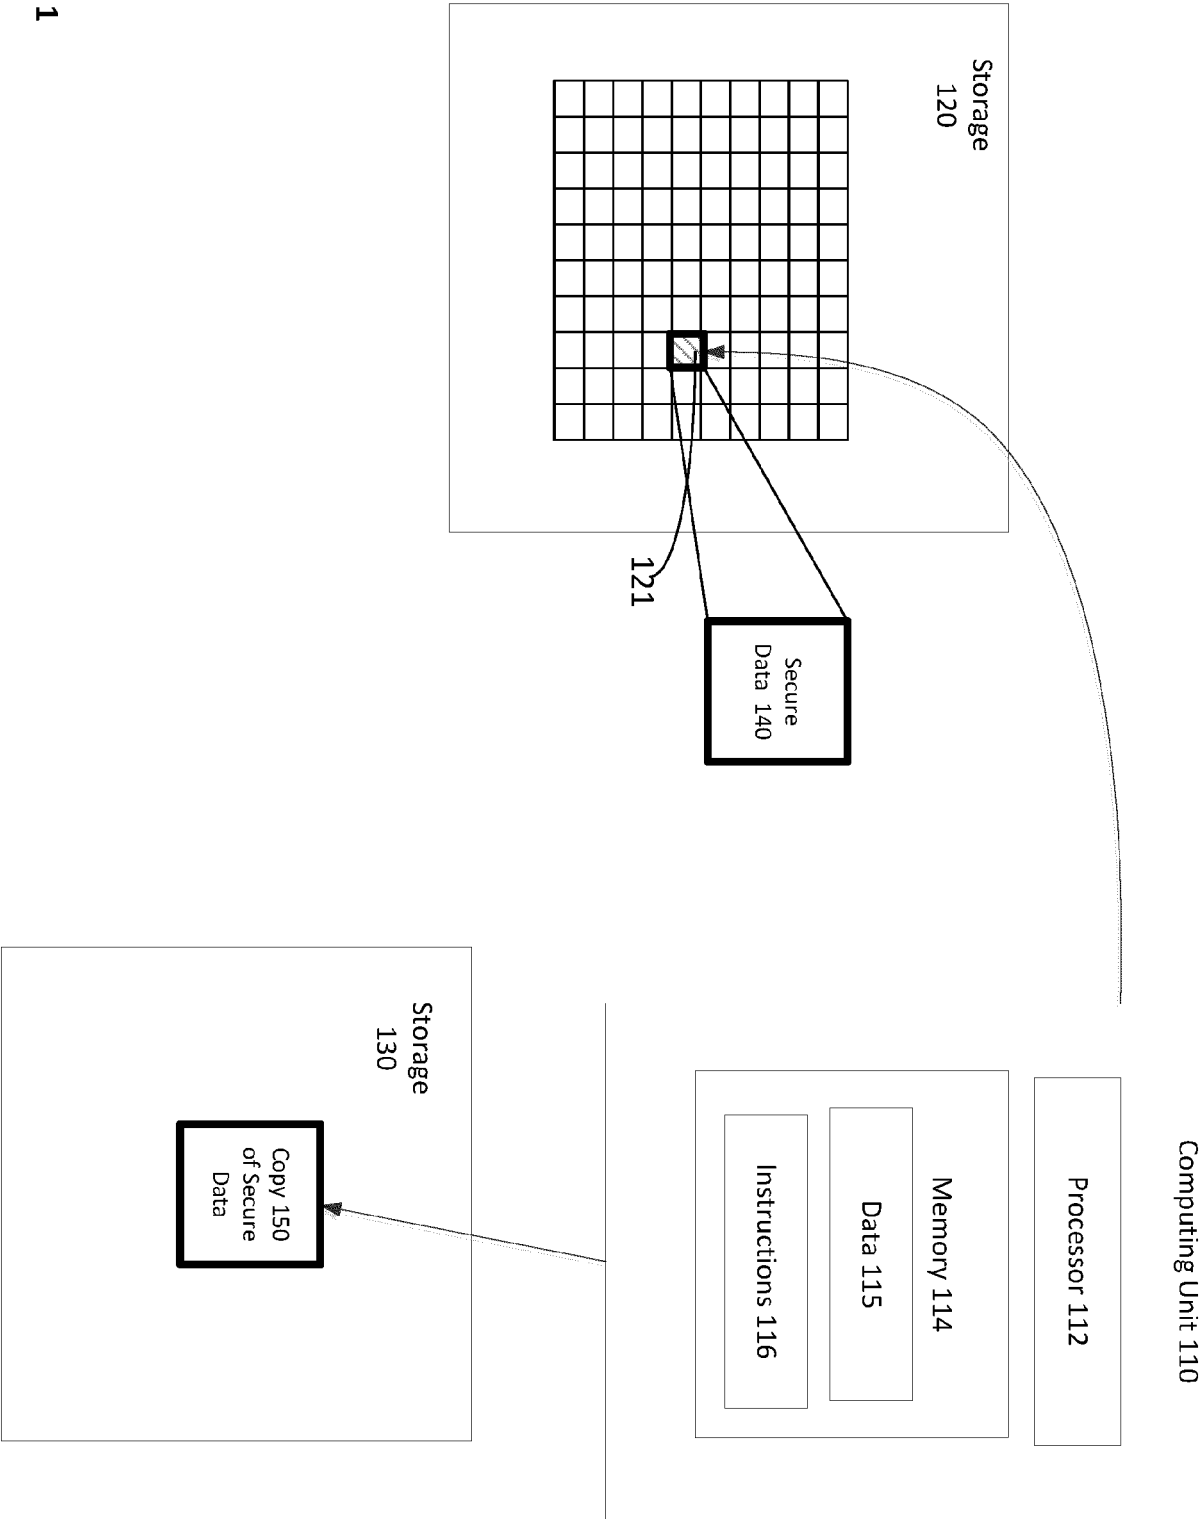 Computing Unit 110
Processor 112
Memory 114
Data 115
Instructions 116
Storage
120
121
Secure
Data 140
Storage
130
Copy 150
of Secure
Data
1